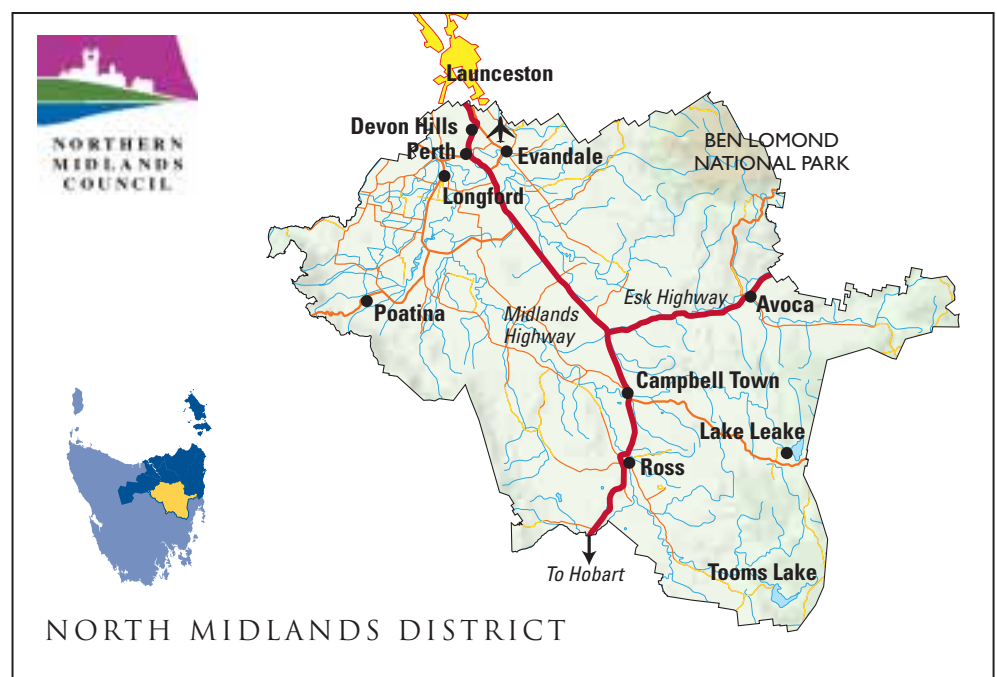 Launceston
NORTHERN
MIDLANDS
COUNCIL
Devon Hills
Perth
Evandale
Longford
BEN LOMOND
NATIONAL PARK
Poatina
Midlands
Highway
Esk Highway
Avoca
Campbell Town
Lake Leake
Ross
To Hobart
Tooms Lake
NORTH MIDLANDS DISTRICT